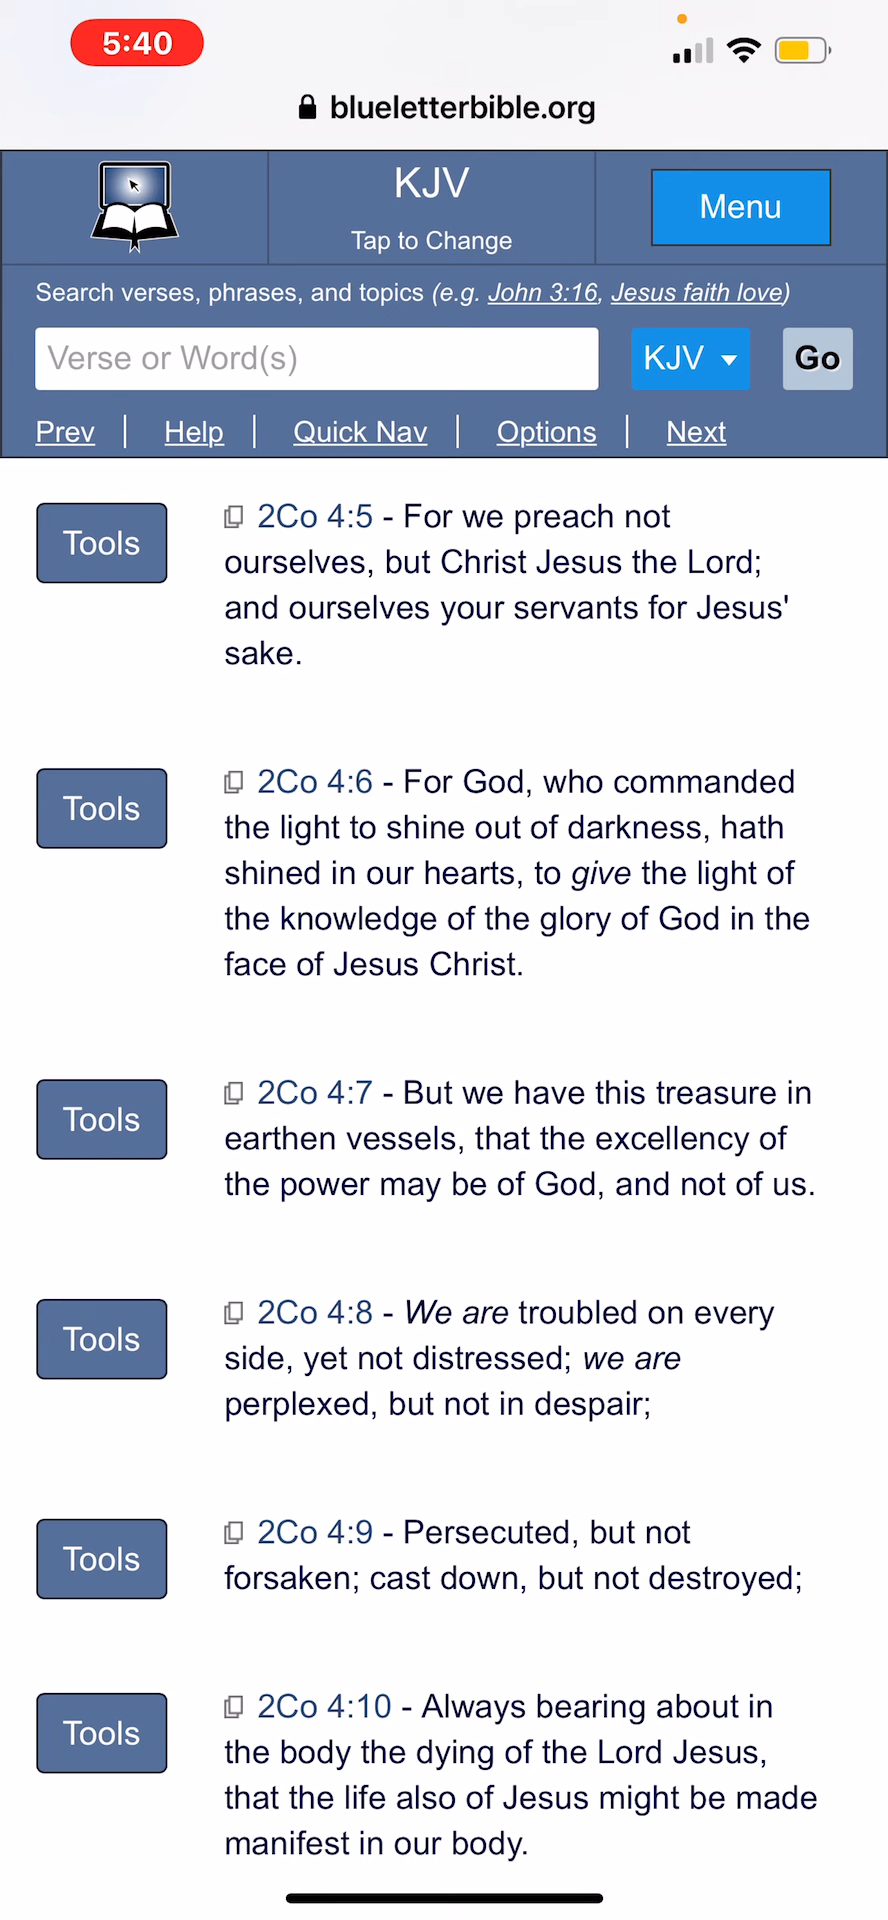 5:40
blueletterbible.org
KJV
Tap to Change
Menu
Search verses, phrases, and topics (e.g. John 3:16, Jesus faith love)
Verse or Word(s)
KJV
Go
Prev | Help | Quick Nav | Options | Next
Tools
2Co 4:5 - For we preach not
ourselves, but Christ Jesus the Lord;
and ourselves your servants for Jesus'
sake.
Tools
2Co 4:6 - For God, who commanded
the light to shine out of darkness, hath
shined in our hearts, to give the light of
the knowledge of the glory of God in the
face of Jesus Christ.
Tools
2Co 4:7 - But we have this treasure in
earthen vessels, that the excellency of
the power may be of God, and not of us.
Tools
2Co 4:8 - We are troubled on every
side, yet not distressed; we are
perplexed, but not in despair;
Tools
2Co 4:9 - Persecuted, but not
forsaken; cast down, but not destroyed;
Tools
2Co 4:10 - Always bearing about in
the body the dying of the Lord Jesus,
that the life also of Jesus might be made
manifest in our body.